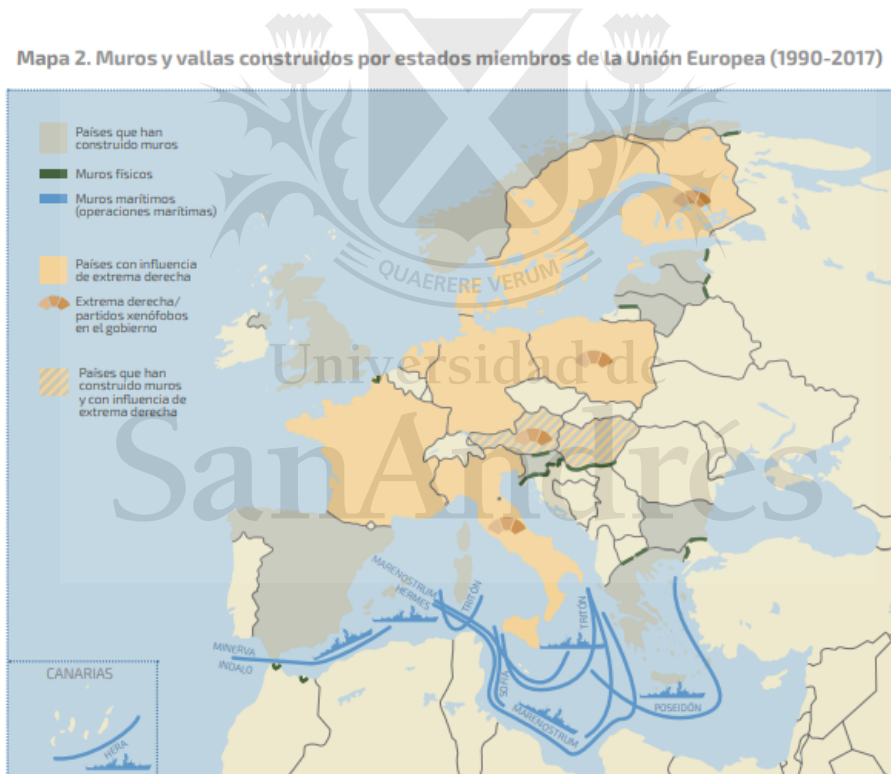 Mapa 2. Muros y vallas construidos por estados miembros de la Unión Europea (1990-2017)
Países que han
construido muros
Muros físicos
Muros marítimos
(operaciones marítimas)
Países con influencia
de extrema derecha
Extrema derecha/
partidos xenófobos
en el gobierno
Países que han
construido muros
y con influencia de
extrema derecha
QUAERERE VERUM
Universidad de
SanAndrés
MARENOSTRUM
HERMES
TRITÓN
TRITÓN
MINERVA
INDALO
SOFIA
MARENOSTRUM
POSEIDÓN
CANARIAS
HERA